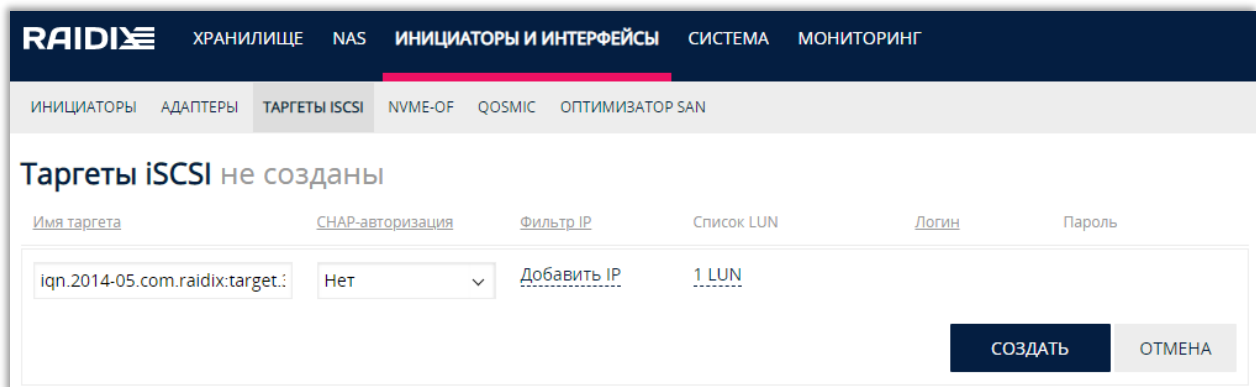 RAIDIX ХРАНИЛИЩЕ NAS ИНИЦИАТОРЫ И ИНТЕРФЕЙСЫ СИСТЕМА МОНИТОРИНГ
ИНИЦИАТОРЫ АДАПТЕРЫ ТАРГЕТЫ ISCSI NVME-OF QOSMIC ОПТИМИЗАТОР SAN
Таргеты iSCSI не созданы
Имя таргета CHAP-авторизация Фильтр IP Список LUN Логин Пароль
iqn.2014-05.com.raidix:target. Нет Добавить IP 1 LUN
СОЗДАТЬ ОТМЕНА